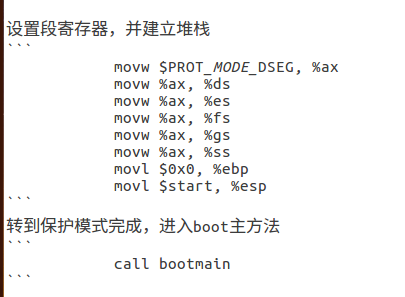 设置段寄存器，并建立堆栈
```
movw $PROT_MODE_DSEG, %ax
movw %ax, %ds
movw %ax, %es
movw %ax, %fs
movw %ax, %gs
movw %ax, %ss
movl $0x0, %ebp
movl $start, %esp
```
转到保护模式完成，进入boot主方法
```
call bootmain
```